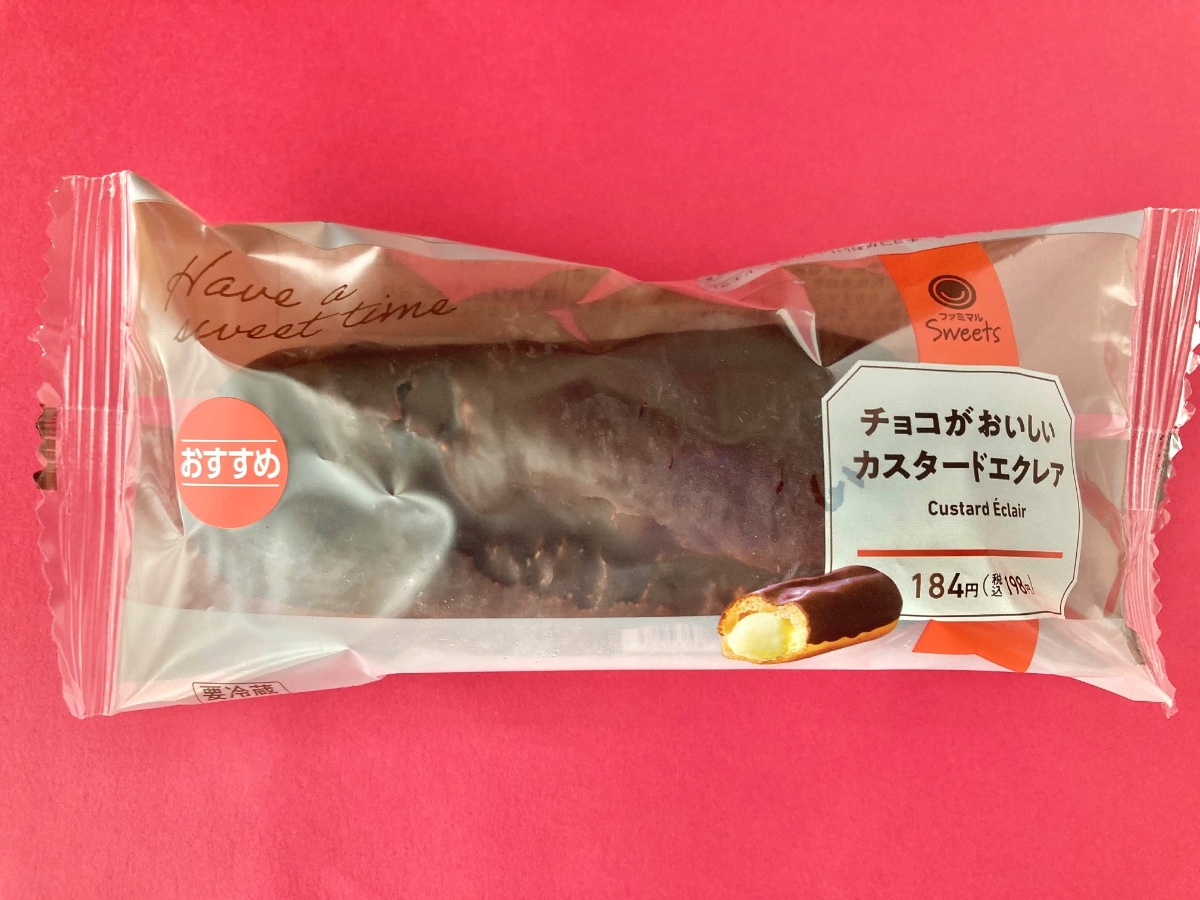 Have a
sweet time
おすすめ
ファミマル
Sweets
チョコがおいしい
カスタードエクレア
Custard Éclair
184円(税込198円)
要冷蔵